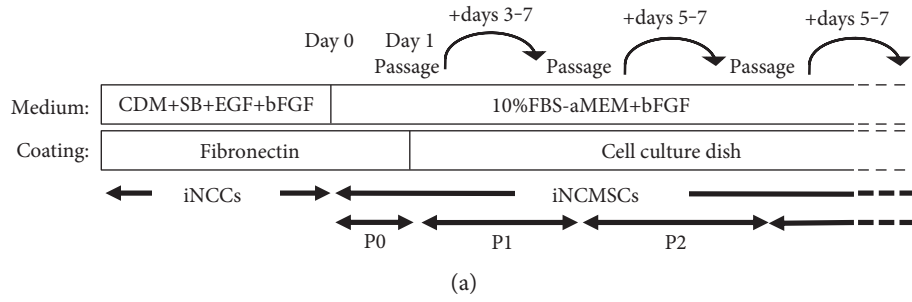 +days 3–7
+days 5–7
+days 5–7
Day 0
Day 1
Passage
Passage
Passage
Medium:
CDM+SB+EGF+bFGF
10%FBS-aMEM+bFGF
Coating:
Fibronectin
Cell culture dish
iNCCs
iNCMSCs
P0
P1
P2
(a)